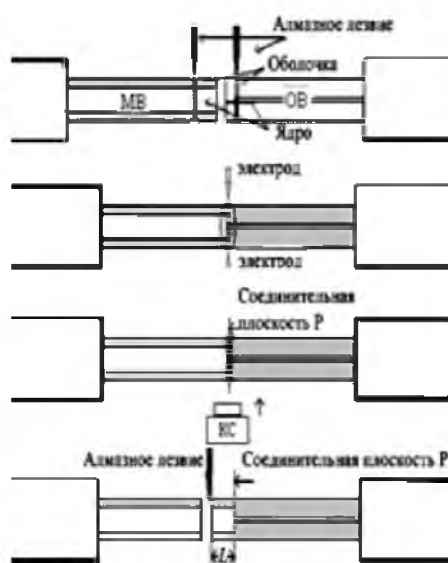 Алмазное лезвие
Оболочка
МВ
ОВ
Ядро
электрод
электрод
Соединительная
плоскость Р
КС
Алмазное лезвие
Соединительная плоскость Р
L